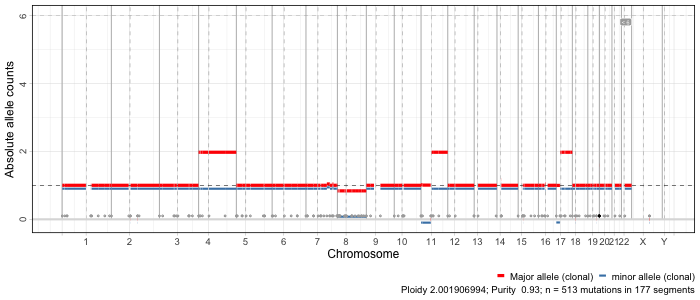 Absolute allele counts
6
4
2
0
1 2 3 4 5 6 7 8 9 10 11 12 13 14 15 16 17 18 19 20 21 22 X Y
Chromosome
Major allele (clonal) minor allele (clonal)
Ploidy 2.001906994; Purity 0.93; n = 513 mutations in 177 segments